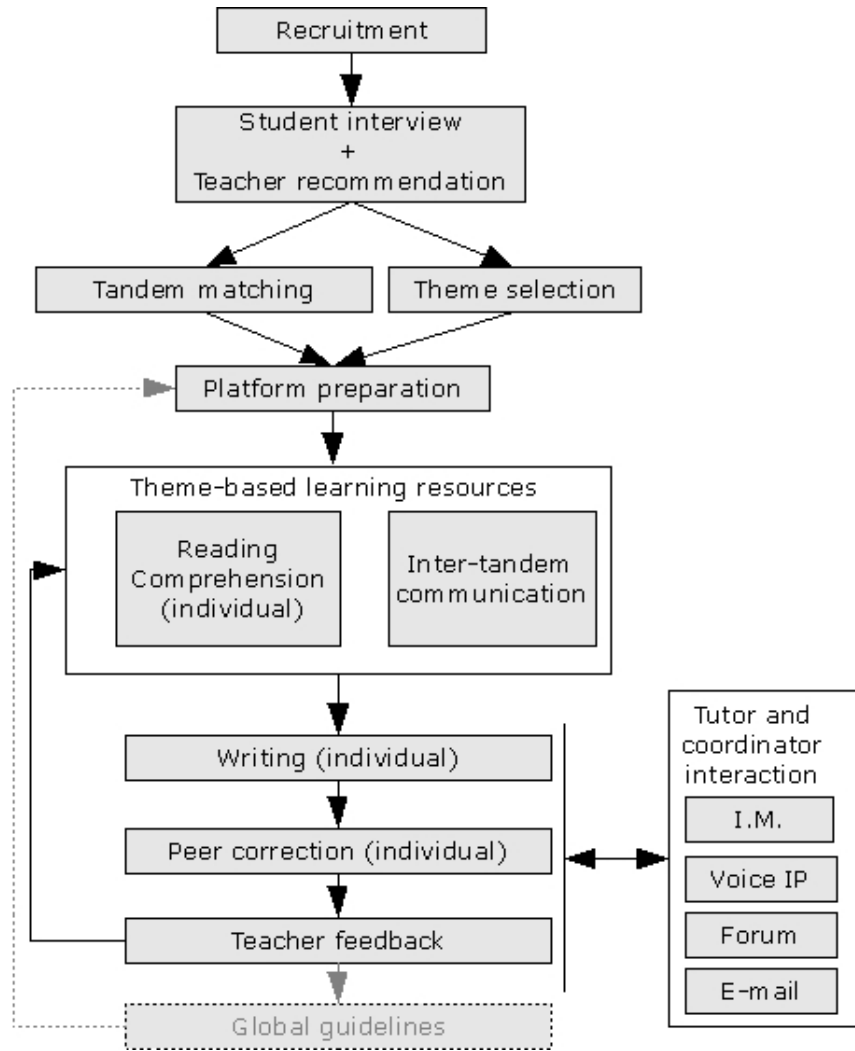 Recruitment
Student interview
+
Teacher recommendation
Tandem matching
Theme selection
Platform preparation
Theme-based learning resources
Reading
Comprehension
(individual)
Inter-tandem
communication
Writing (individual)
Peer correction (individual)
Teacher feedback
Global guidelines
Tutor and
coordinator
interaction
I.M.
Voice IP
Forum
E-mail